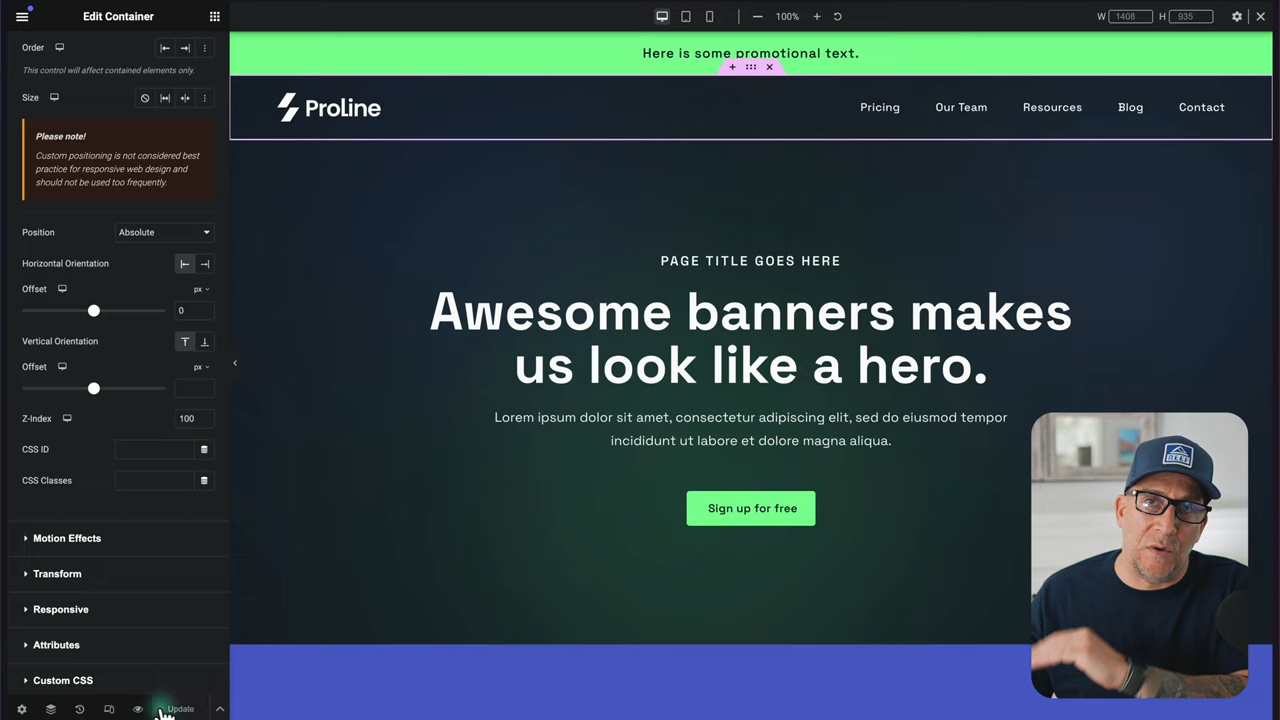 Edit Container
100%
W 1408 H 935
Order
This control will affect contained elements only.
Size
Please note!
Custom positioning is not considered best
practice for responsive web design and
should not be used too frequently.
Position Absolute
Horizontal Orientation
Offset px
0
Vertical Orientation
Offset px
Z-Index 100
CSS ID
CSS Classes
Motion Effects
Transform
Responsive
Attributes
Custom CSS
Update
Here is some promotional text.
Proline Pricing Our Team Resources Blog Contact
PAGE TITLE GOES HERE
Awesome banners makes
us look like a hero.
Lorem ipsum dolor sit amet, consectetur adipiscing elit, sed do eiusmod tempor
incididunt ut labore et dolore magna aliqua.
Sign up for free
REEF